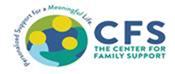 Personalized Support For a Meaningful Life.
CFS
THE CENTER FOR
FAMILY SUPPORT